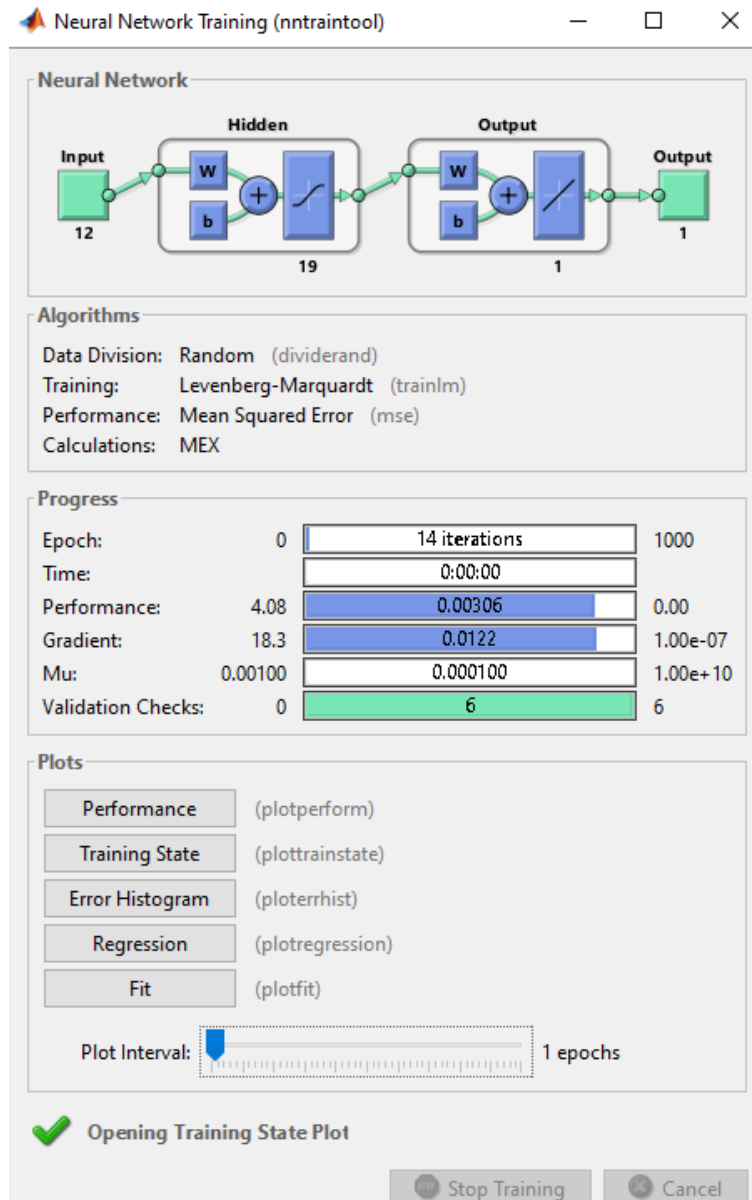 Neural Network Training (nntraintool)
Neural Network
Hidden
Output
Input
W
b
+
W
b
+
Output
12
19
1
1
Algorithms
Data Division: Random (dividerand)
Training: Levenberg-Marquardt (trainlm)
Performance: Mean Squared Error (mse)
Calculations: MEX
Progress
Epoch: 0 14 iterations 1000
Time: 0:00:00
Performance: 4.08 0.00306 0.00
Gradient: 18.3 0.0122 1.00e-07
Mu: 0.00100 0.000100 1.00e+10
Validation Checks: 0 6 6
Plots
Performance (plotperform)
Training State (plottrainstate)
Error Histogram (ploterrhist)
Regression (plotregression)
Fit (plotfit)
Plot Interval: 1 epochs
Opening Training State Plot
Stop Training Cancel